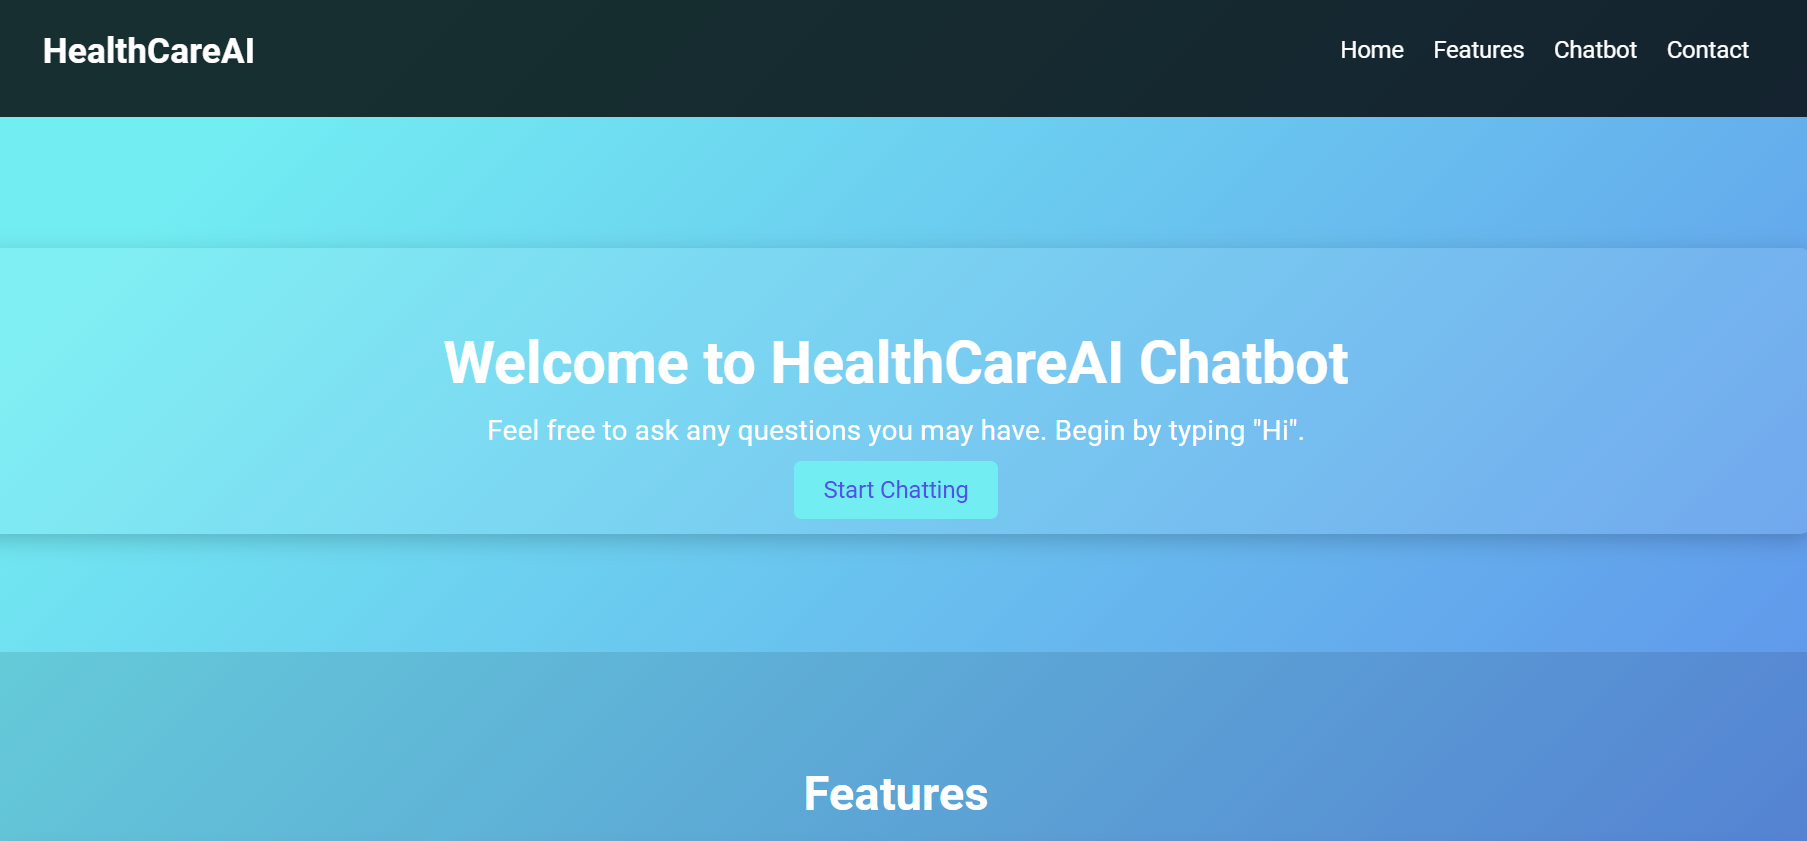 HealthCareAI
Home Features Chatbot Contact
Welcome to HealthCareAI Chatbot
Feel free to ask any questions you may have. Begin by typing "Hi".
Start Chatting
Features